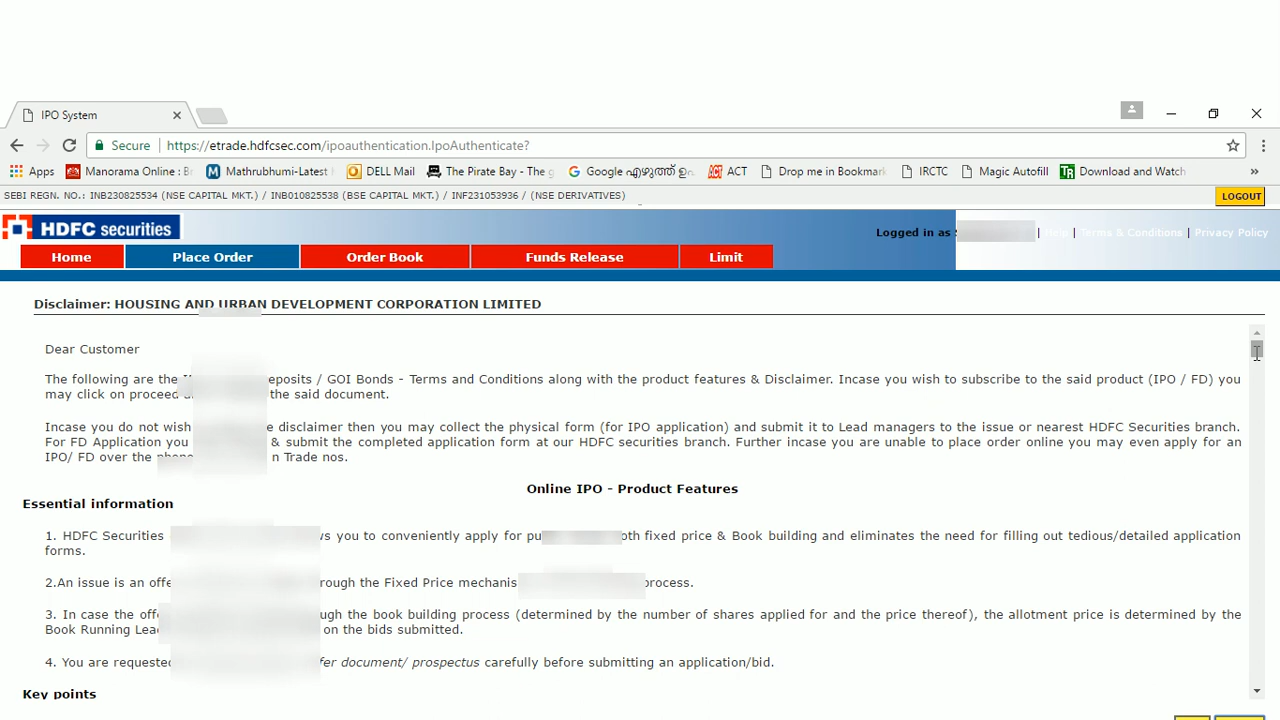 IPO System
Secure https://etrade.hdfcsec.com/ipoauthentication.IpoAuthenticate?
Apps Manorama Online : Br Mathrubhumi-Latest DELL Mail The Pirate Bay - The g Google എഴുത്ത് ഉപ ACT Drop me in Bookmark IRCTC Magic Autofill Download and Watch »
SEBI REGN. NO.: INB230825534 (NSE CAPITAL MKT.) / INB010825538 (BSE CAPITAL MKT.) / INF231053936 / (NSE DERIVATIVES) LOGOUT
HDFC securities
Logged in as | Help | Terms & Conditions | Privacy Policy
Home Place Order Order Book Funds Release Limit
Disclaimer: HOUSING AND URBAN DEVELOPMENT CORPORATION LIMITED
Dear Customer
The following are the eposits / GOI Bonds - Terms and Conditions along with the product features & Disclaimer. Incase you wish to subscribe to the said product (IPO / FD) you
may click on proceed the said document.
Incase you do not wish e disclaimer then you may collect the physical form (for IPO application) and submit it to Lead managers to the issue or nearest HDFC Securities branch.
For FD Application you & submit the completed application form at our HDFC securities branch. Further incase you are unable to place order online you may even apply for an
IPO/ FD over the phone n Trade nos.
Online IPO - Product Features
Essential information
1. HDFC Securities ws you to conveniently apply for pu oth fixed price & Book building and eliminates the need for filling out tedious/detailed application
forms.
2.An issue is an offe rough the Fixed Price mechanis process.
3. In case the offe ugh the book building process (determined by the number of shares applied for and the price thereof), the allotment price is determined by the
Book Running Lea on the bids submitted.
4. You are requested fer document/ prospectus carefully before submitting an application/bid.
Key points